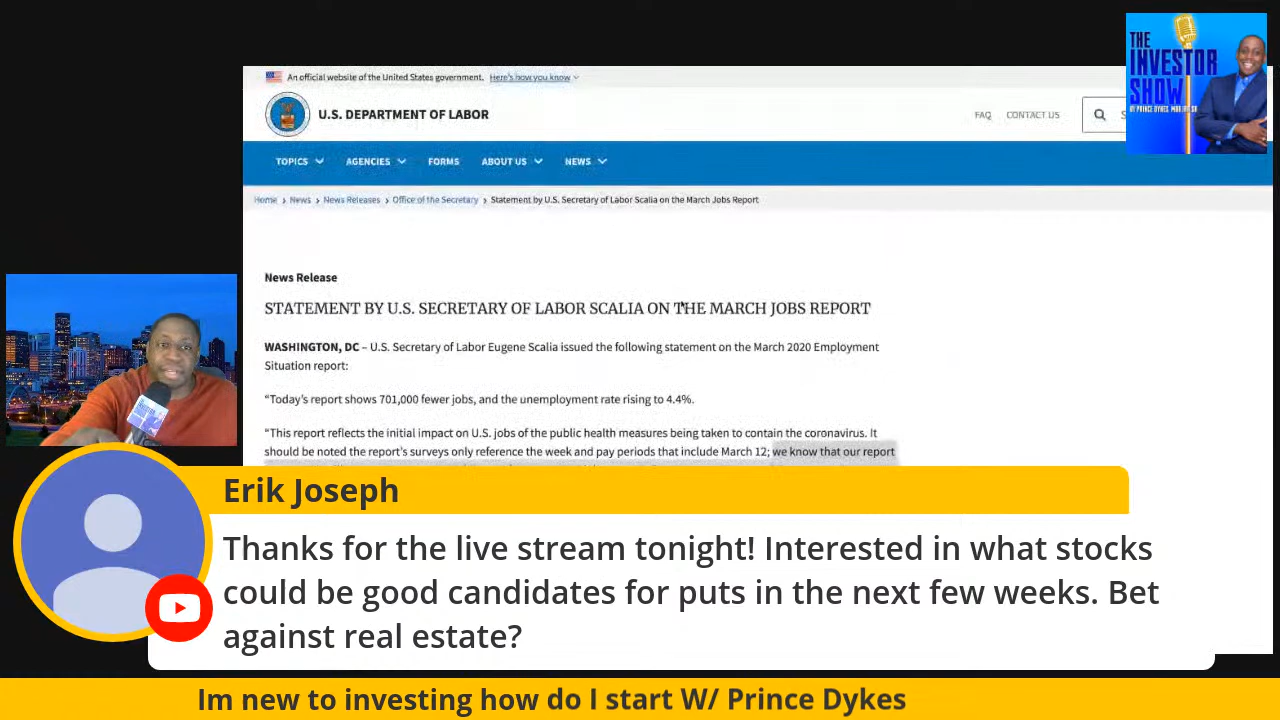 THE
INVESTOR
SHOW
BY PRINCE DYKES
An official website of the United States government. Here's how you know
U.S. DEPARTMENT OF LABOR
FAQ CONTACT US
TOPICS AGENCIES FORMS ABOUT US NEWS
Home > News > News Releases > Office of the Secretary > Statement by U.S. Secretary of Labor Scalia on the March Jobs Report
News Release
STATEMENT BY U.S. SECRETARY OF LABOR SCALIA ON THE MARCH JOBS REPORT
WASHINGTON, DC – U.S. Secretary of Labor Eugene Scalia issued the following statement on the March 2020 Employment
Situation report:
“Today's report shows 701,000 fewer jobs, and the unemployment rate rising to 4.4%.
“This report reflects the initial impact on U.S. jobs of the public health measures being taken to contain the coronavirus. It
should be noted the report's surveys only reference the week and pay periods that include March 12; we know that our report
Erik Joseph
Thanks for the live stream tonight! Interested in what stocks
could be good candidates for puts in the next few weeks. Bet
against real estate?
Im new to investing how do I start W/ Prince Dykes